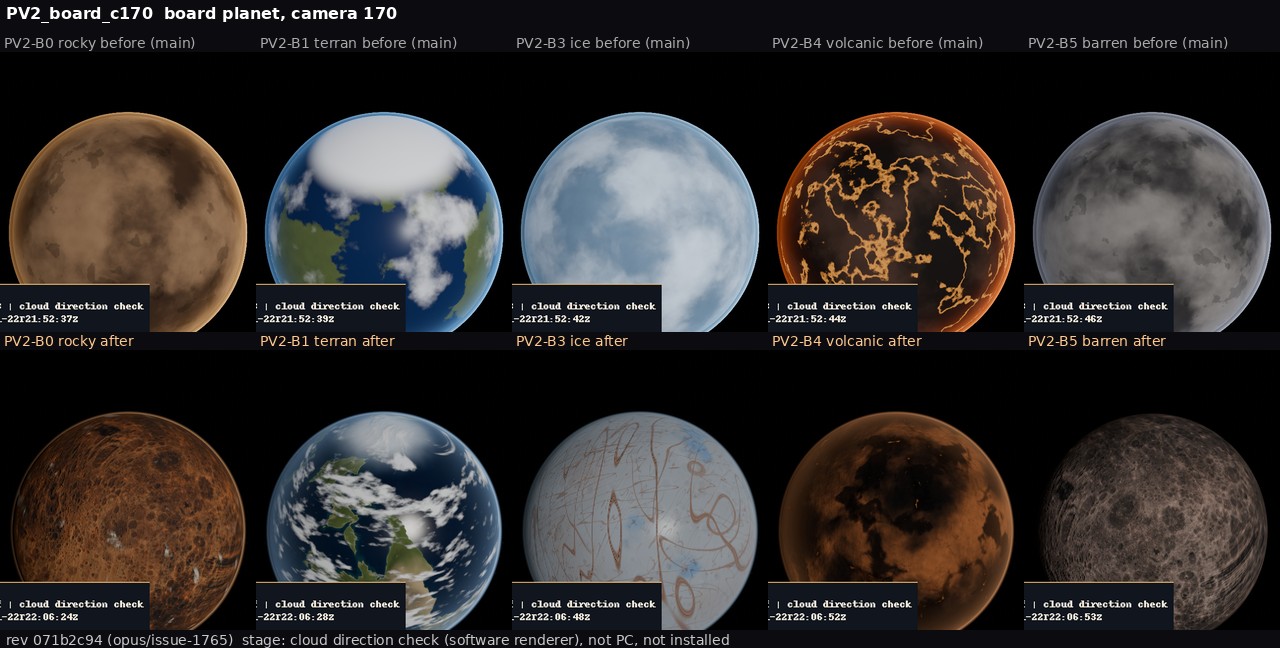 PV2_board_c170 board planet, camera 170
PV2-B0 rocky before (main) PV2-B1 terran before (main) PV2-B3 ice before (main) PV2-B4 volcanic before (main) PV2-B5 barren before (main)
| cloud direction check | cloud direction check | cloud direction check | cloud direction check | cloud direction check
-22r21:52:37z -22r21:52:39z -22r21:52:42z -22r21:52:44z -22r21:52:46z
PV2-B0 rocky after PV2-B1 terran after PV2-B3 ice after PV2-B4 volcanic after PV2-B5 barren after
| cloud direction check | cloud direction check | cloud direction check | cloud direction check | cloud direction check
-22r22:06:24z -22r22:06:28z -22r22:06:48z -22r22:06:52z -22r22:06:53z
rev 071b2c94 (opus/issue-1765) stage: cloud direction check (software renderer), not PC, not installed